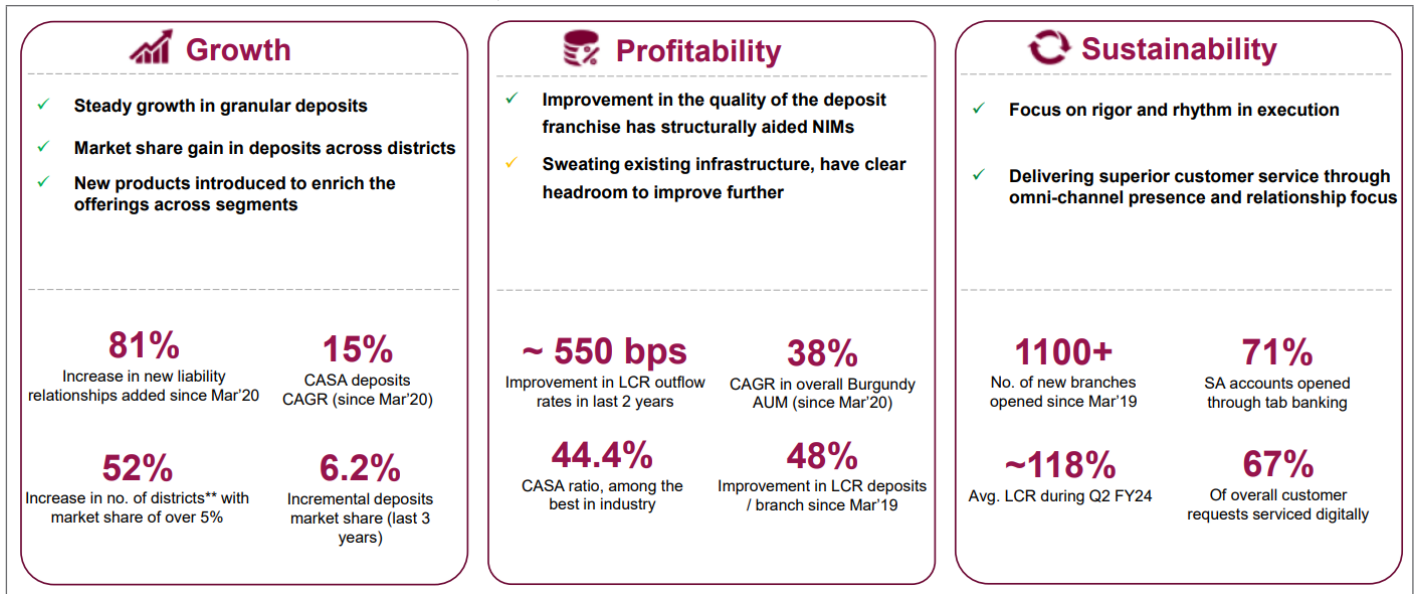 Growth
Steady growth in granular deposits
Market share gain in deposits across districts
New products introduced to enrich the
offerings across segments
81%
Increase in new liability
relationships added since Mar'20
15%
CASA deposits
CAGR (since Mar'20)
52%
Increase in no. of districts** with
market share of over 5%
6.2%
Incremental deposits
market share (last 3
years)
Profitability
Improvement in the quality of the deposit
franchise has structurally aided NIMs
Sweating existing infrastructure, have clear
headroom to improve further
~ 550 bps
Improvement in LCR outflow
rates in last 2 years
38%
CAGR in overall Burgundy
AUM (since Mar'20)
44.4%
CASA ratio, among the
best in industry
48%
Improvement in LCR deposits
/ branch since Mar'19
Sustainability
Focus on rigor and rhythm in execution
Delivering superior customer service through
omni-channel presence and relationship focus
1100+
No. of new branches
opened since Mar'19
71%
SA accounts opened
through tab banking
~118%
Avg. LCR during Q2 FY24
67%
Of overall customer
requests serviced digitally